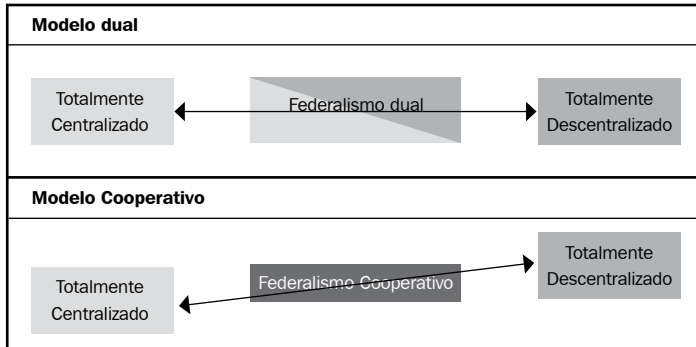 Modelo dual
Totalmente
Centralizado
Federalismo dual
Totalmente
Descentralizado
Modelo Cooperativo
Totalmente
Centralizado
Federalismo Cooperativo
Totalmente
Descentralizado